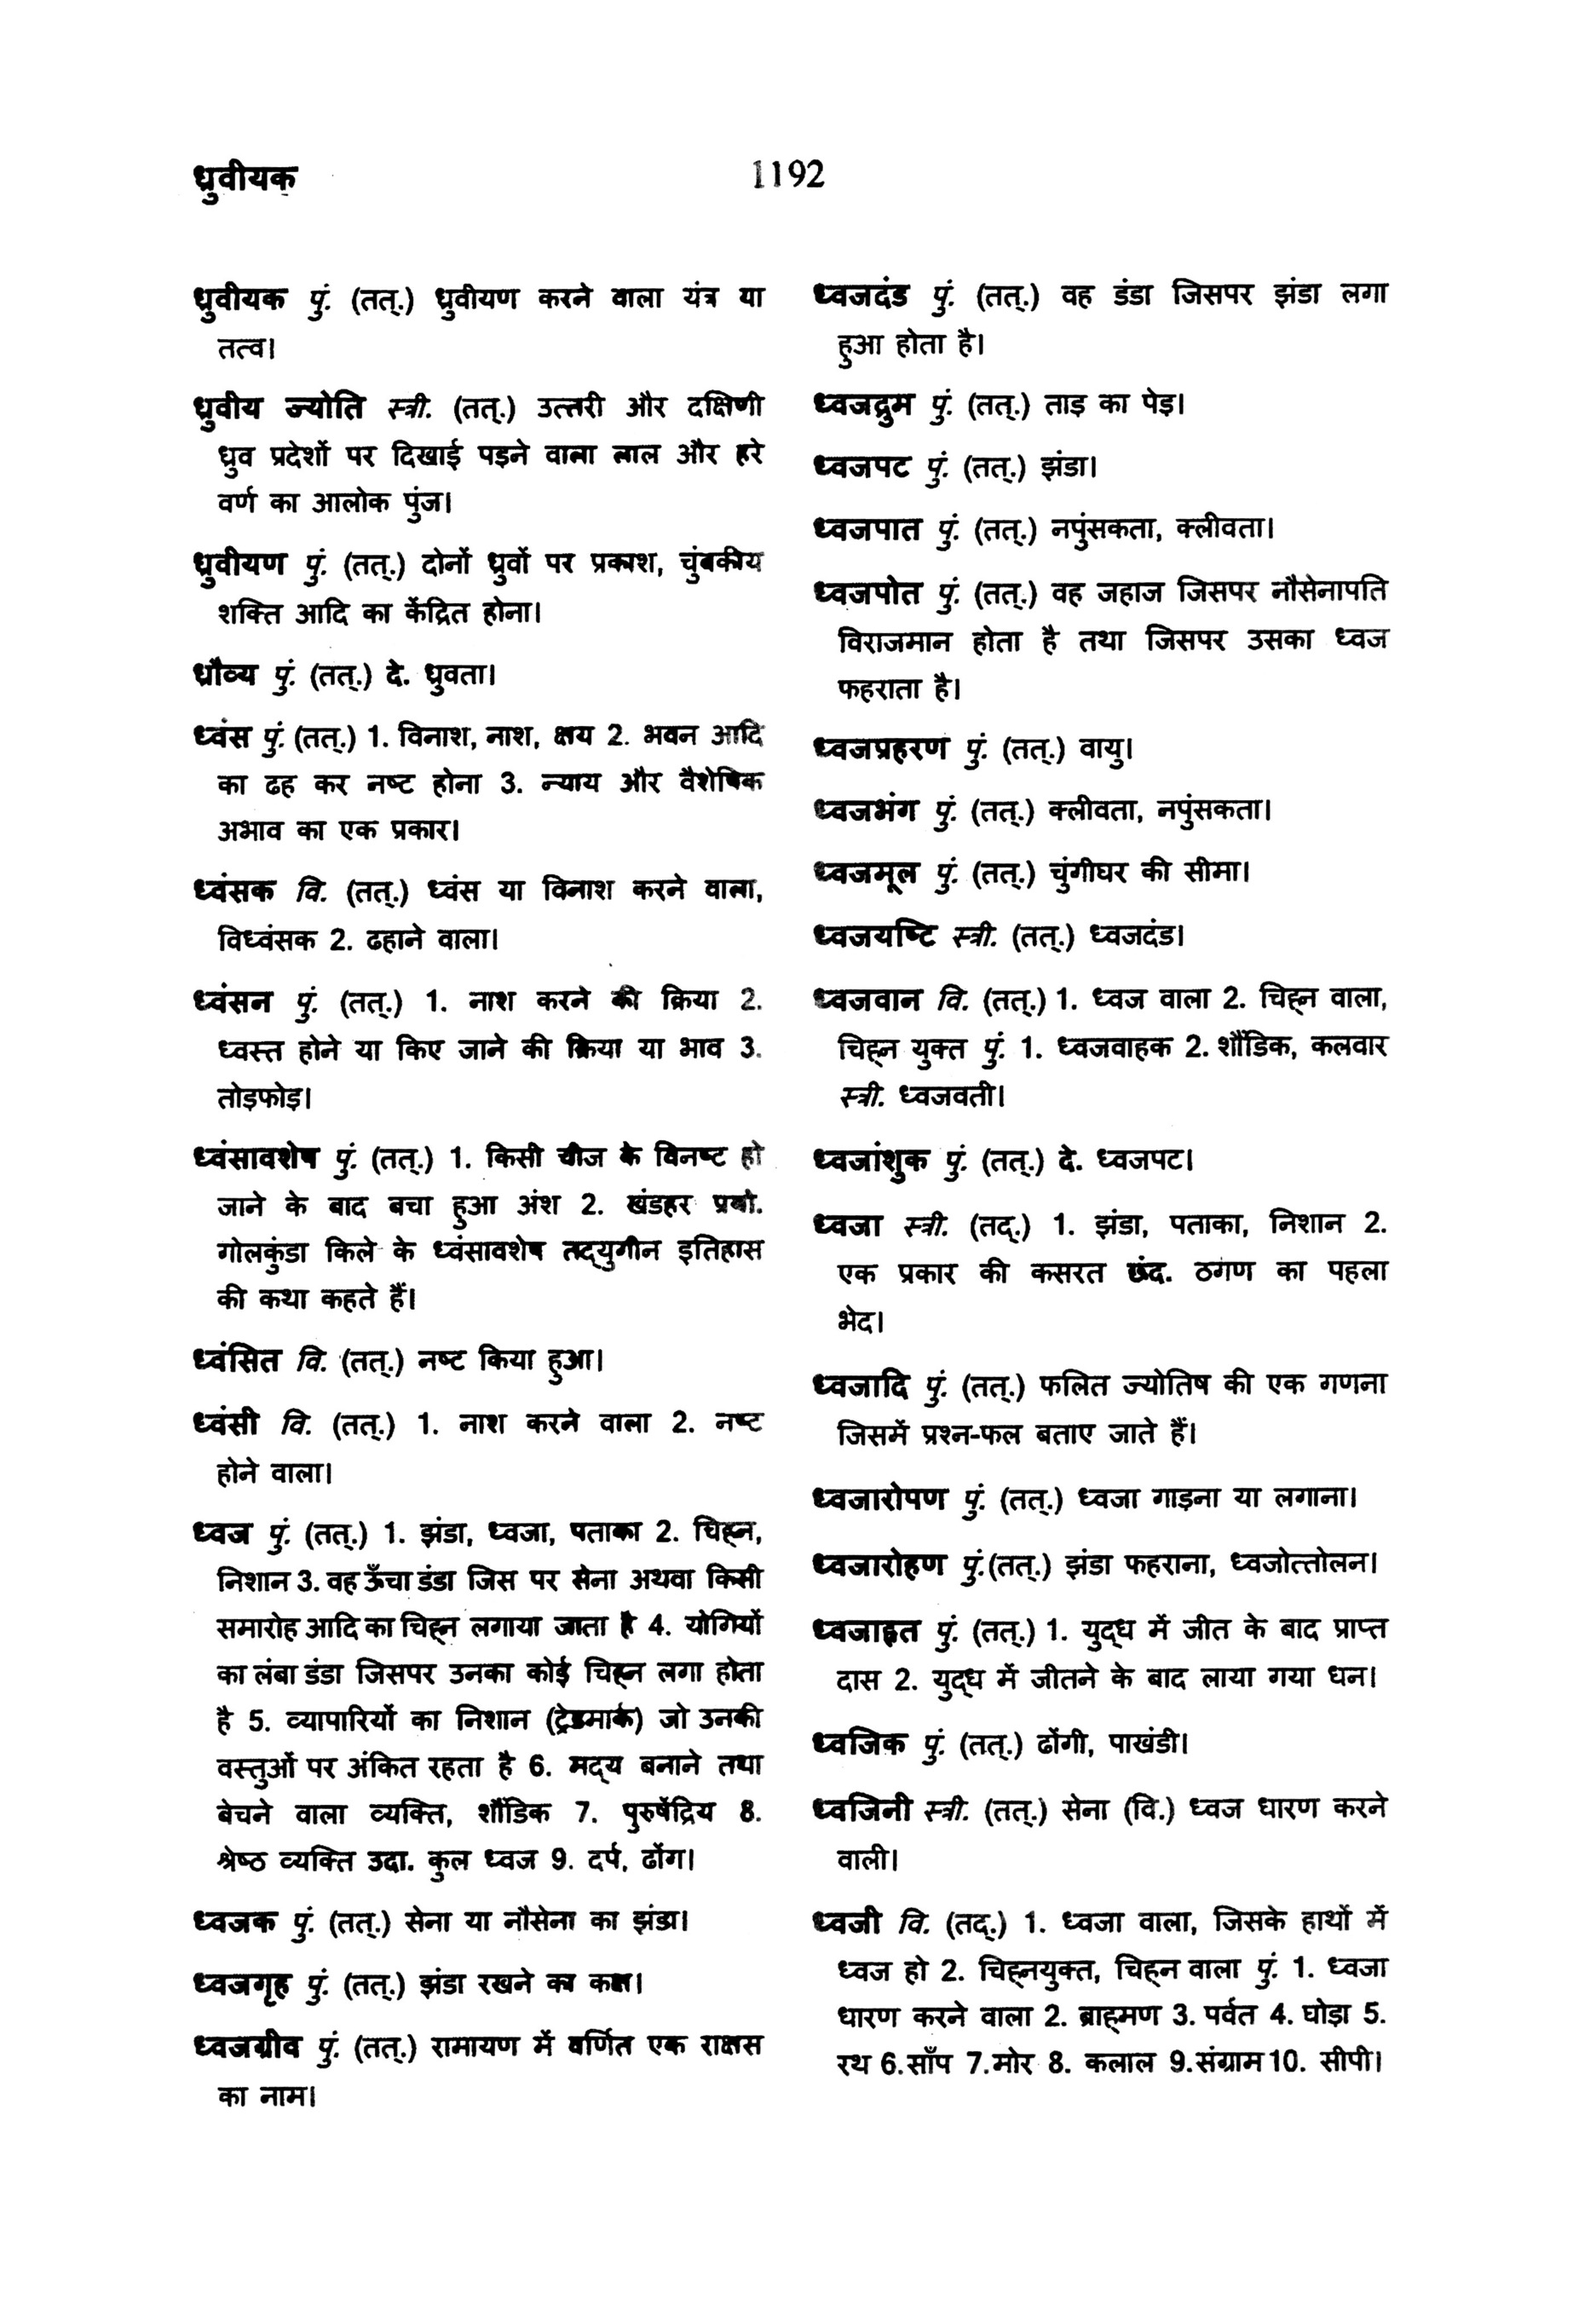 ध्रुवीयक
1192
ध्रुवीयक पुं. (तत्.) ध्रुवीयण करने वाला यंत्र या
तत्व।
ध्रुवीय ज्योति स्त्री. (तत्.) उत्तरी और दक्षिणी
ध्रुव प्रदेशों पर दिखाई पड़ने वाला लाल और हरे
वर्ण का आलोक पुंज।
ध्रुवीयण पुं. (तत्.) दोनों ध्रुवों पर प्रकाश, चुंबकीय
शक्ति आदि का केंद्रित होना।
ध्रौव्य पुं. (तत्.) दे. ध्रुवता।
ध्वंस पुं. (तत्.) 1. विनाश, नाश, क्षय 2. भवन आदि
का ढह कर नष्ट होना 3. न्याय और वैशेषिक
अभाव का एक प्रकार।
ध्वंसक वि. (तत्.) ध्वंस या विनाश करने वाला,
विध्वंसक 2. ढहाने वाला।
ध्वंसन पुं. (तत्.) 1. नाश करने की क्रिया 2.
ध्वस्त होने या किए जाने की क्रिया या भाव 3.
तोड़फोड़।
ध्वंसावशेष पुं. (तत्.) 1. किसी चीज के विनष्ट हो
जाने के बाद बचा हुआ अंश 2. खंडहर प्रयो.
गोलकुंडा किले के ध्वंसावशेष तद्‍युगीन इतिहास
की कथा कहते हैं।
ध्वंसित वि. (तत्.) नष्ट किया हुआ।
ध्वंसी वि. (तत्.) 1. नाश करने वाला 2. नष्ट
होने वाला।
ध्वज पुं. (तत्.) 1. झंडा, ध्वजा, पताका 2. चिह्‍न,
निशान 3. वह ऊँचा डंडा जिस पर सेना अथवा किसी
समारोह आदि का चिह्‍न लगाया जाता है 4. योगियों
का लंबा डंडा जिसपर उनका कोई चिह्‍न लगा होता
है 5. व्यापारियों का निशान (ट्रेडमार्क) जो उनकी
वस्तुओं पर अंकित रहता है 6. मद्‍य बनाने तथा
बेचने वाला व्यक्ति, शौंडिक 7. पुरुषेंद्रिय 8.
श्रेष्ठ व्यक्ति उदा. कुल ध्वज 9. दर्प, ढोंग।
ध्वजक पुं. (तत्.) सेना या नौसेना का झंडा।
ध्वजगृह पुं. (तत्.) झंडा रखने का कक्ष।
ध्वजग्रीव पुं. (तत्.) रामायण में वर्णित एक राक्षस
का नाम।
ध्वजदंड पुं. (तत्.) वह डंडा जिसपर झंडा लगा
हुआ होता है।
ध्वजद्रुम पुं. (तत्.) ताड़ का पेड़।
ध्वजपट पुं. (तत्.) झंडा।
ध्वजपात पुं. (तत्.) नपुंसकता, क्लीवता।
ध्वजपोत पुं. (तत्.) वह जहाज जिसपर नौसेनापति
विराजमान होता है तथा जिसपर उसका ध्वज
फहराता है।
ध्वजप्रहरण पुं. (तत्.) वायु।
ध्वजभंग पुं. (तत्.) क्लीवता, नपुंसकता।
ध्वजमूल पुं. (तत्.) चुंगीघर की सीमा।
ध्वजयष्टि स्त्री. (तत्.) ध्वजदंड।
ध्वजवान वि. (तत्.) 1. ध्वज वाला 2. चिह्‍न वाला,
चिह्‍न युक्त पुं. 1. ध्वजवाहक 2. शौंडिक, कलवार
स्त्री. ध्वजवती।
ध्वजांशुक पुं. (तत्.) दे. ध्वजपट।
ध्वजा स्त्री. (तद्.) 1. झंडा, पताका, निशान 2.
एक प्रकार की कसरत छंद. ठगण का पहला
भेद।
ध्वजादि पुं. (तत्.) फलित ज्योतिष की एक गणना
जिसमें प्रश्न-फल बताए जाते हैं।
ध्वजारोपण पुं. (तत्.) ध्वजा गाड़ना या लगाना।
ध्वजारोहण पुं.(तत्.) झंडा फहराना, ध्वजोत्तोलन।
ध्वजाहृत पुं. (तत्.) 1. युद्‍ध में जीत के बाद प्राप्त
दास 2. युद्‍ध में जीतने के बाद लाया गया धन।
ध्वजिक पुं. (तत्.) ढोंगी, पाखंडी।
ध्वजिनी स्त्री. (तत्.) सेना (वि.) ध्वज धारण करने
वाली।
ध्वजी वि. (तद्.) 1. ध्वजा वाला, जिसके हाथों में
ध्वज हो 2. चिह्‍नयुक्त, चिह्‍न वाला पुं. 1. ध्वजा
धारण करने वाला 2. ब्राह्‍मण 3. पर्वत 4. घोड़ा 5.
रथ 6.साँप 7.मोर 8. कलाल 9.संग्राम 10. सीपी।